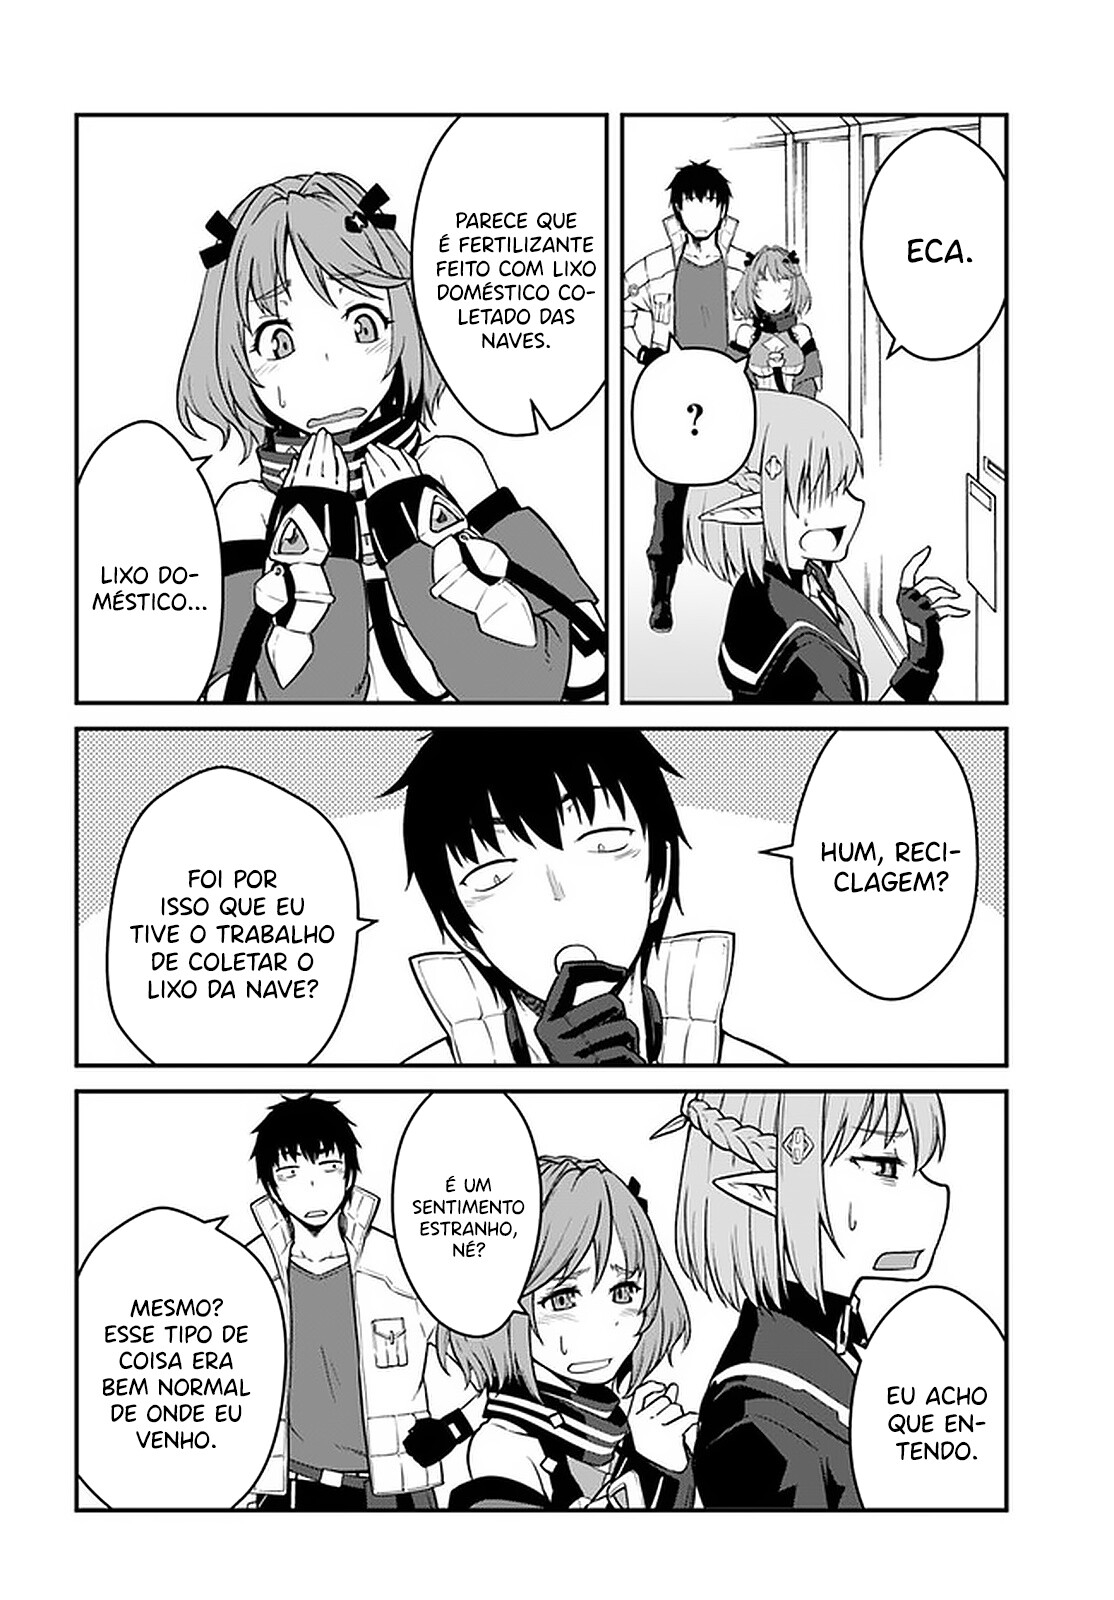 ECA.
?
PARECE QUE
É FERTILIZANTE
FEITO COM LIXO
DOMÉSTICO CO-
LETADO DAS
NAVES.
LIXO DO-
MÉSTICO...
HUM, RECI-
CLAGEM?
FOI POR
ISSO QUE EU
TIVE O TRABALHO
DE COLETAR O
LIXO DA NAVE?
EU ACHO
QUE EN-
TENDO.
É UM
SENTIMENTO
ESTRANHO,
NÉ?
MESMO?
ESSE TIPO DE
COISA ERA
BEM NORMAL
DE ONDE EU
VENHO.